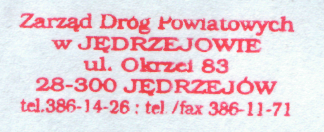 Zarząd Dróg Powiatowych
w JĘDRZEJOWIE
ul. Okrzei 83
28-300 JĘDRZEJÓW
tel.386-14-26 ; tel./fax 386-11-71